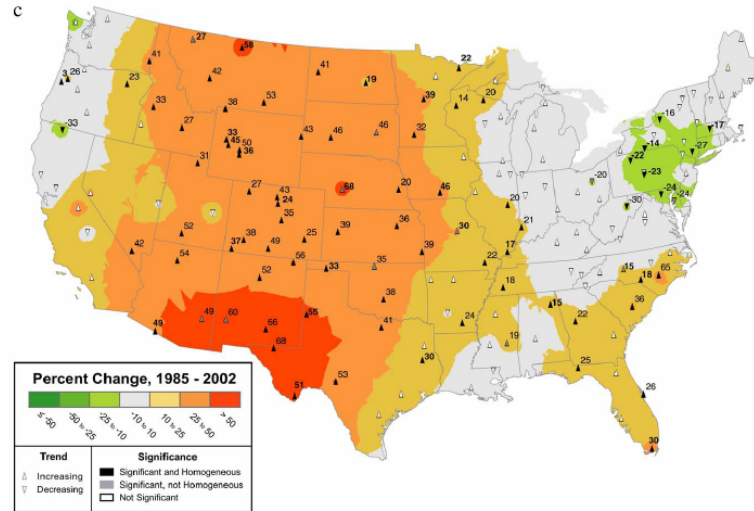 c
27 58 22
3 26 23 41 42 41 19 39 14 20
-33 33 38 53 -16
27 33 45 50 36 43 46 46 32 -17
-14 -27
31 -22 -23
27 43 24 68 20 46 -20 -24 -24
35 20 -30
52 38 25 39 36 30 21
42 37 49 39 17
54 56 33 35 22 15 65
52 18 18
38 15 36
49 49 60 66 55 41 24 22
68 19
53 30 25
51 26
30
Percent Change, 1985 - 2002
≤ 50
-50 to -25
-25 to -10
-10 to 10
10 to 25
25 to 50
> 50
Trend
Increasing
Decreasing
Significance
Significant and Homogeneous
Significant, not Homogeneous
Not Significant